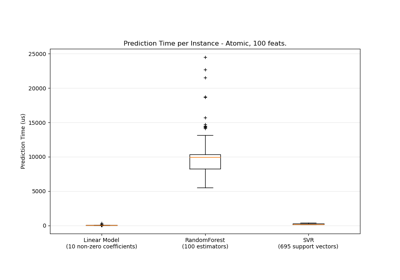 Prediction Time per Instance - Atomic, 100 feats.
25000
20000
15000
10000
5000
0
Prediction Time (us)
Linear Model
(10 non-zero coefficients)
RandomForest
(100 estimators)
SVR
(695 support vectors)